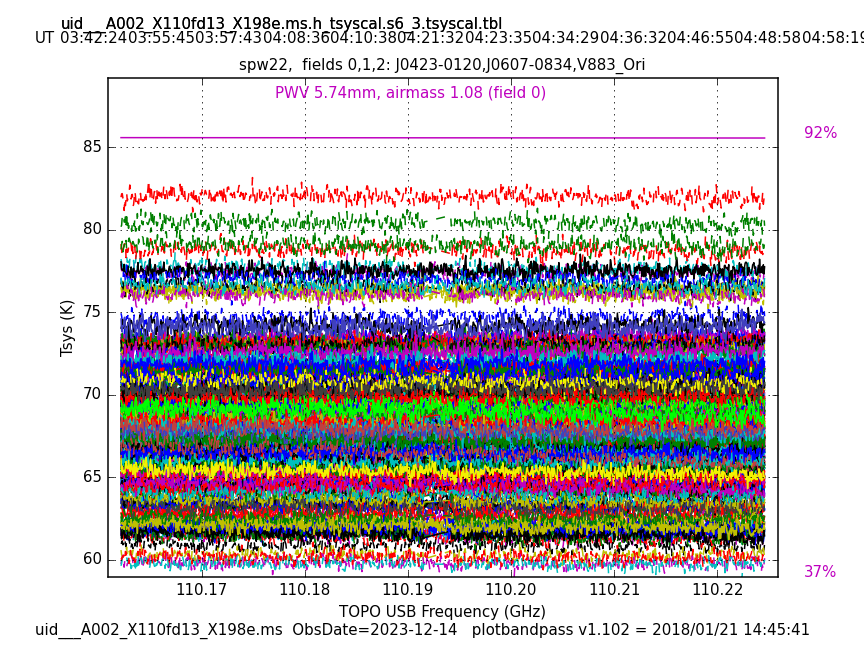 uid___A002_X110fd13_X198e.ms.h_tsyscal.s6_3.tsyscal.tbl
UT 03:42:24 03:55:45 03:57:43 04:08:36 04:10:38 04:21:32 04:23:35 04:34:29 04:36:32 04:46:55 04:48:58 04:58:19
spw22, fields 0,1,2: J0423-0120,J0607-0834,V883_Ori
PWV 5.74mm, airmass 1.08 (field 0)
92%
85
80
75
70
65
60
Tsys (K)
37%
110.17 110.18 110.19 110.20 110.21 110.22
TOPO USB Frequency (GHz)
uid___A002_X110fd13_X198e.ms ObsDate=2023-12-14 plotbandpass v1.102 = 2018/01/21 14:45:41